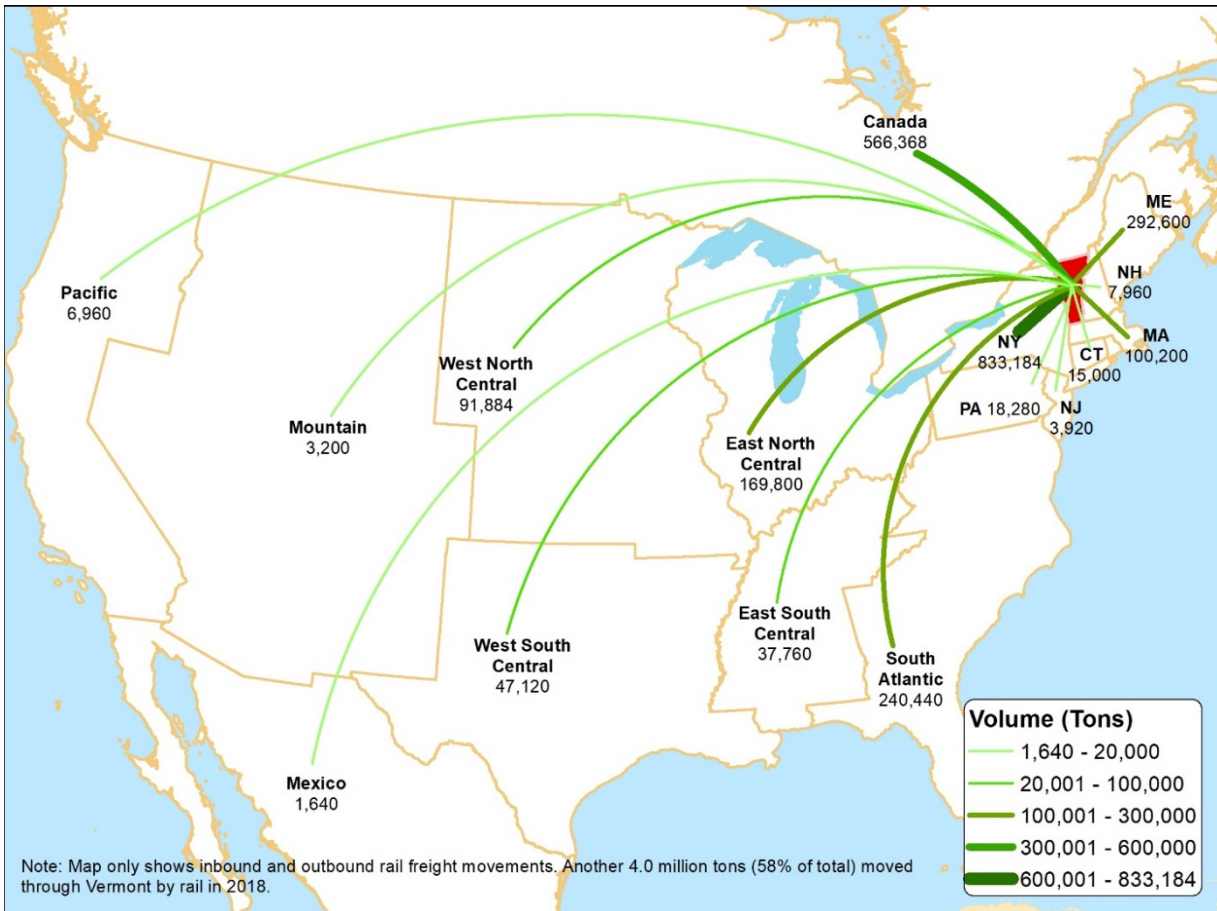 Canada
566,368
ME
292,600
NH
7,960
Pacific
6,960
NY
833,184
MA
100,200
CT
15,000
West North
Central
91,884
PA 18,280
NJ
3,920
Mountain
3,200
East North
Central
169,800
East South
Central
37,760
West South
Central
47,120
South
Atlantic
240,440
Mexico
1,640
Volume (Tons)
1,640 - 20,000
20,001 - 100,000
100,001 - 300,000
300,001 - 600,000
600,001 - 833,184
Note: Map only shows inbound and outbound rail freight movements. Another 4.0 million tons (58% of total) moved
through Vermont by rail in 2018.